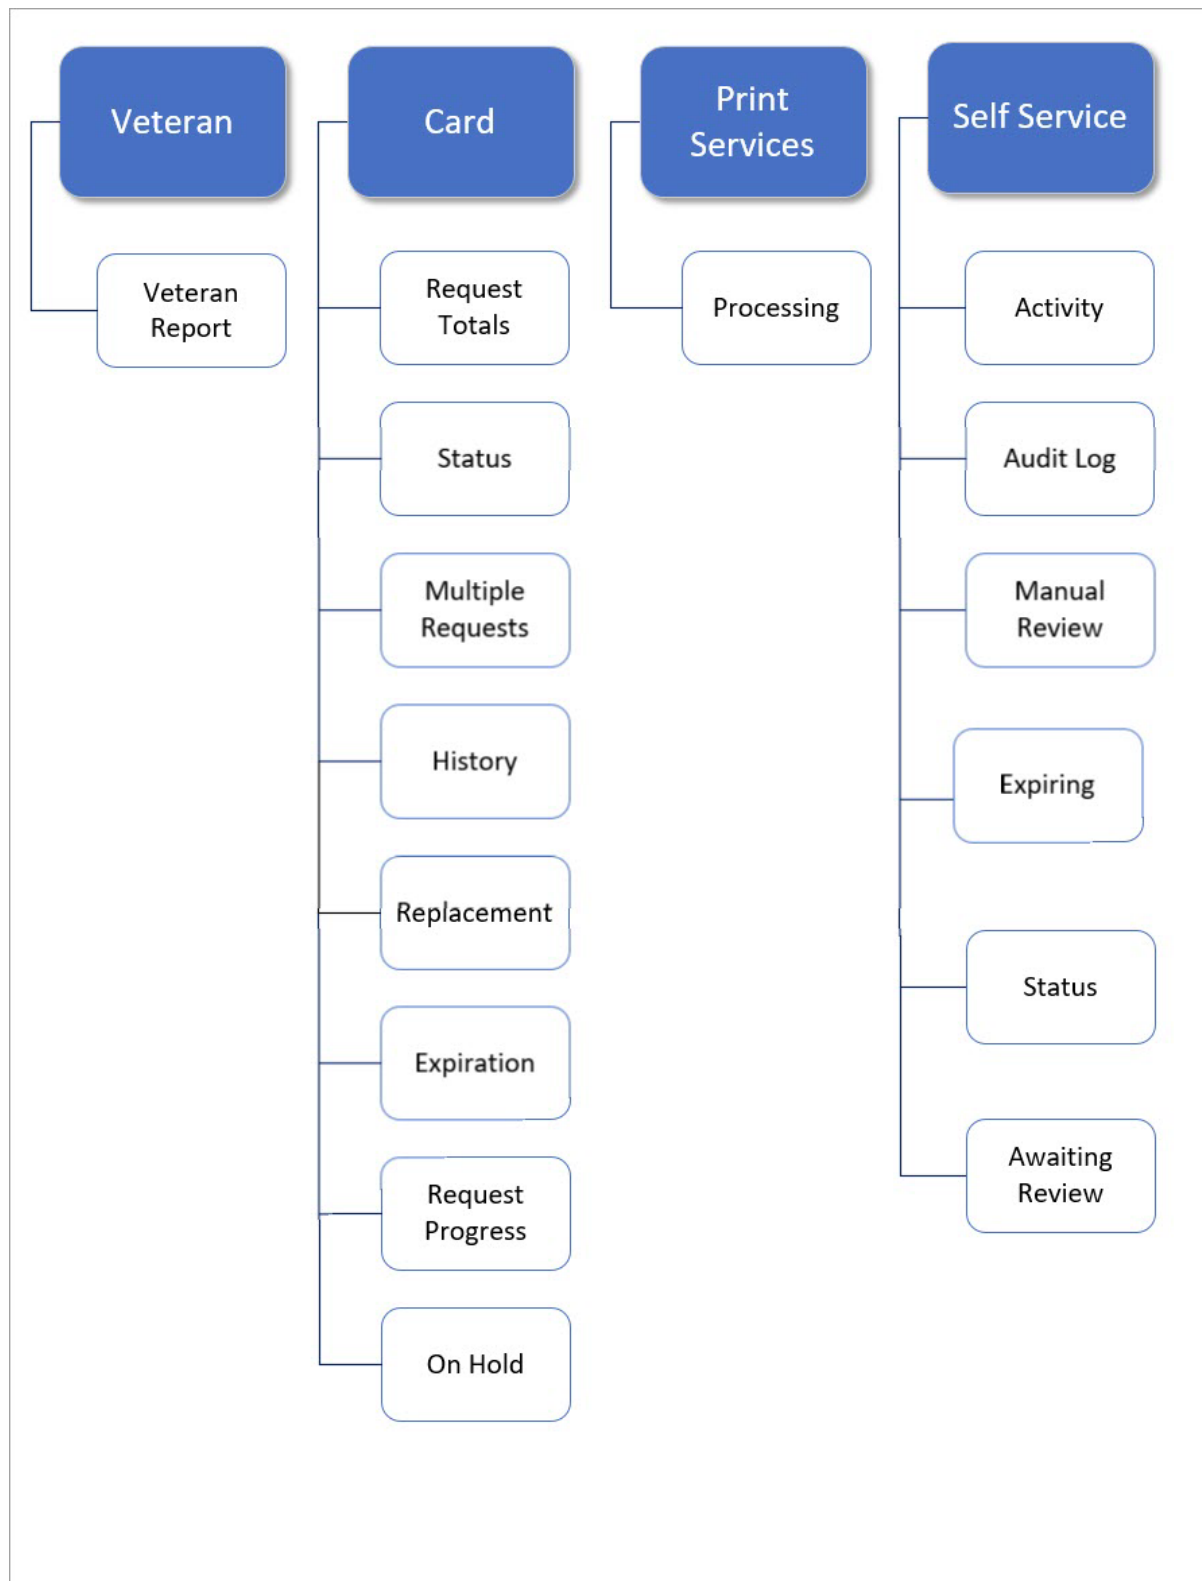 Veteran
Veteran
Report
Card
Request
Totals
Status
Multiple
Requests
History
Replacement
Expiration
Request
Progress
On Hold
Print
Services
Processing
Self Service
Activity
Audit Log
Manual
Review
Expiring
Status
Awaiting
Review